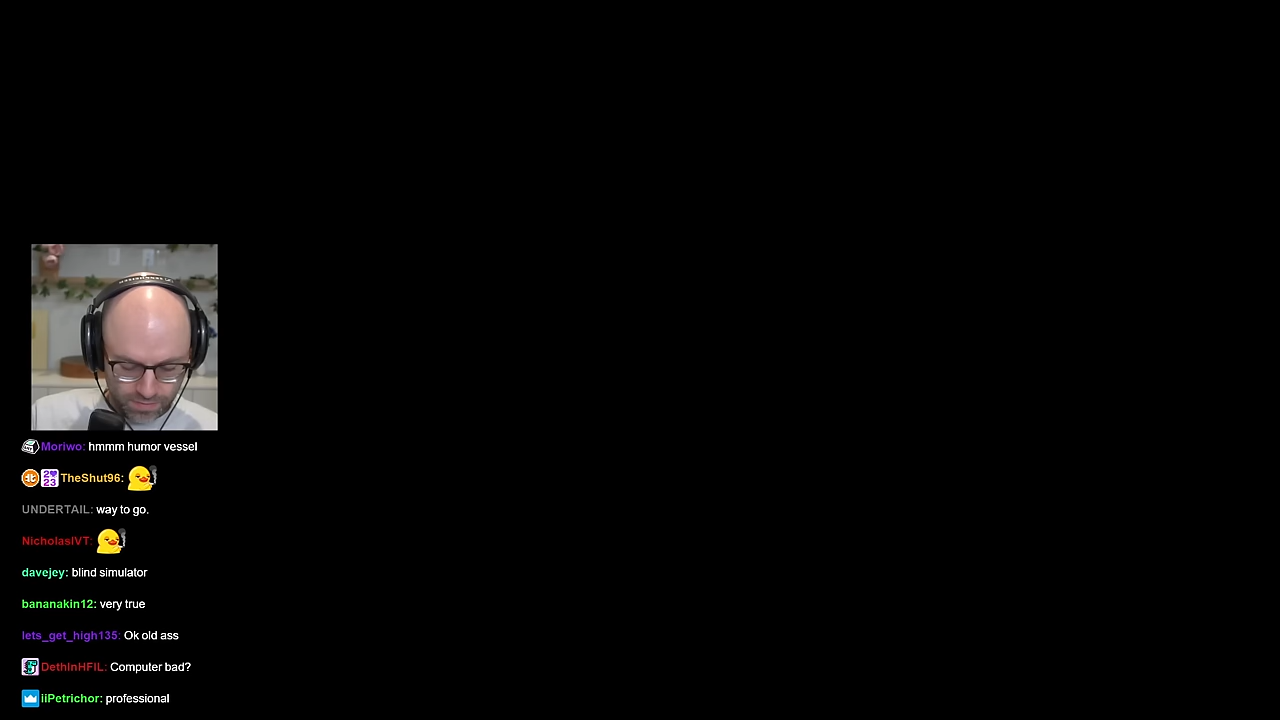 Moriwo: hmmm humor vessel
TheShut96:
UNDERTAIL: way to go.
NicholasIVT:
davejey: blind simulator
bananakin12: very true
lets_get_high135: Ok old ass
DethInHFIL: Computer bad?
iiPetrichor: professional